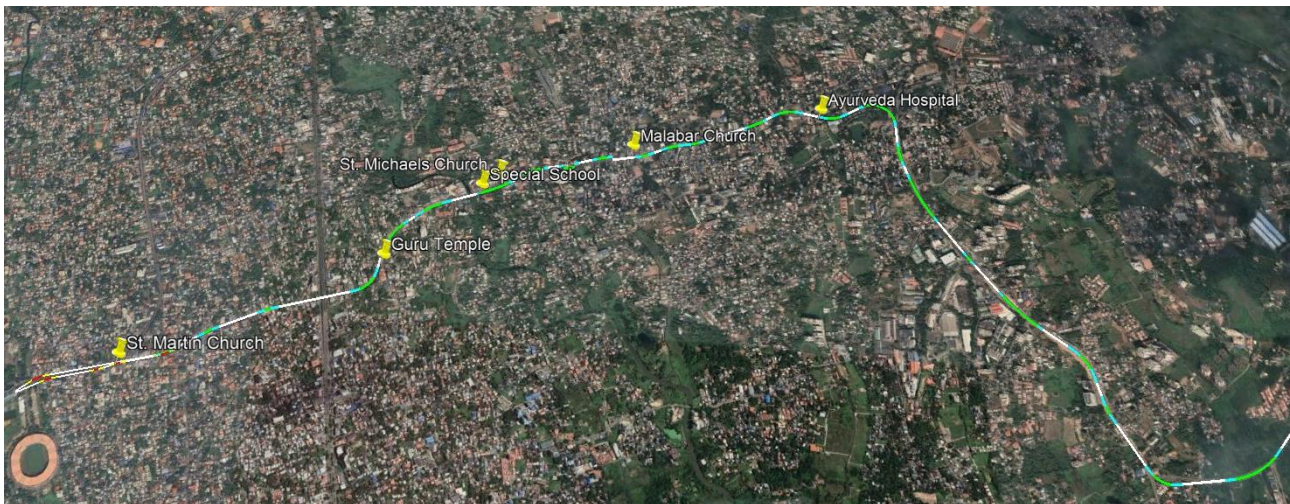 Ayurveda Hospital
Malabar Church
St. Michaels Church
Special School
Guru Temple
St. Martin Church